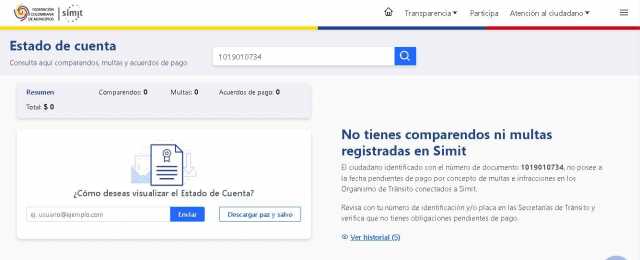 FEDERACIÓN
COLOMBIANA
DE MUNICIPIOS
simit
Transparencia
Participa
Atención al ciudadano
Estado de cuenta
Consulta aquí comparendos, multas y acuerdos de pago
1019010734
Resumen
Comparendos: 0
Multas: 0
Acuerdos de pago: 0
Total: $ 0
¿Cómo deseas visualizar el Estado de Cuenta?
ej. usuario@ejemplo.com
Enviar
Descargar paz y salvo
No tienes comparendos ni multas
registradas en Simit
El ciudadano identificado con el número de documento 1019010734, no posee a
la fecha pendientes de pago por concepto de multas e infracciones en los
Organismo de Tránsito conectados a Simit.
Revisa con tu número de identificación y/o placa en las Secretarías de Tránsito y
verifica que no tienes obligaciones pendientes de pago.
Ver historial (5)